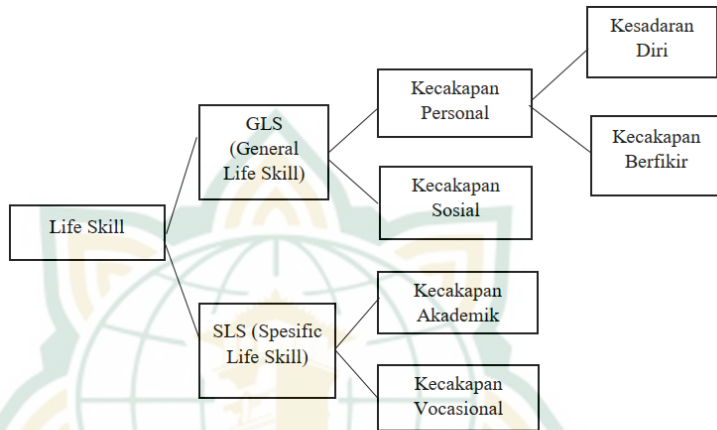 Kesadaran
Diri
Kecakapan
Personal
GLS
(General
Life Skill)
Kecakapan
Berfikir
Kecakapan
Sosial
Life Skill
Kecakapan
Akademik
SLS (Spesific
Life Skill)
Kecakapan
Vocasional